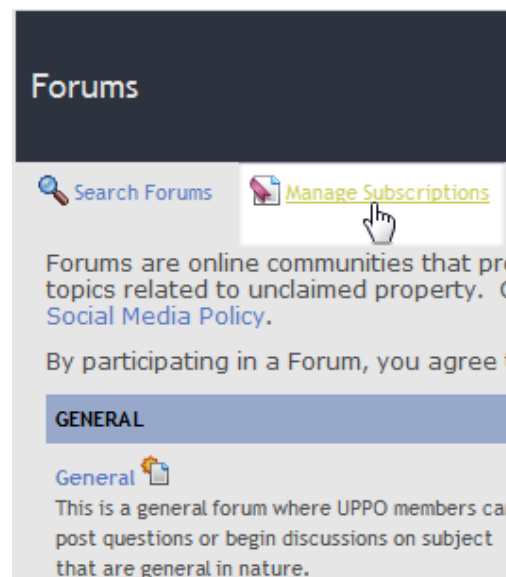 Forums
Search Forums Manage Subscriptions
Forums are online communities that
topics related to unclaimed property.
Social Media Policy.
By participating in a Forum, you agree
GENERAL
General
This is a general forum where UPPO members
post questions or begin discussions on subject
that are general in nature.